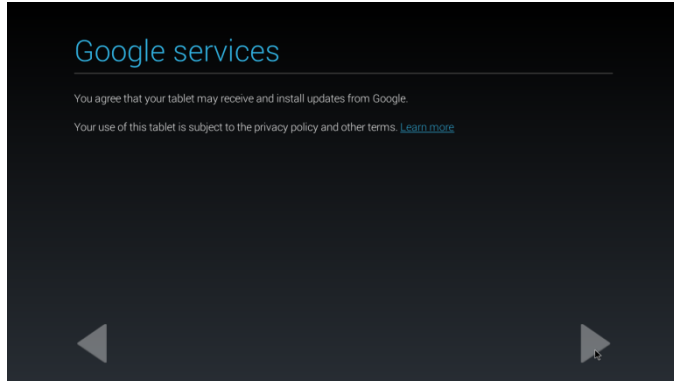 Google services
You agree that your tablet may receive and install updates from Google.
Your use of this tablet is subject to the privacy policy and other terms. Learn more